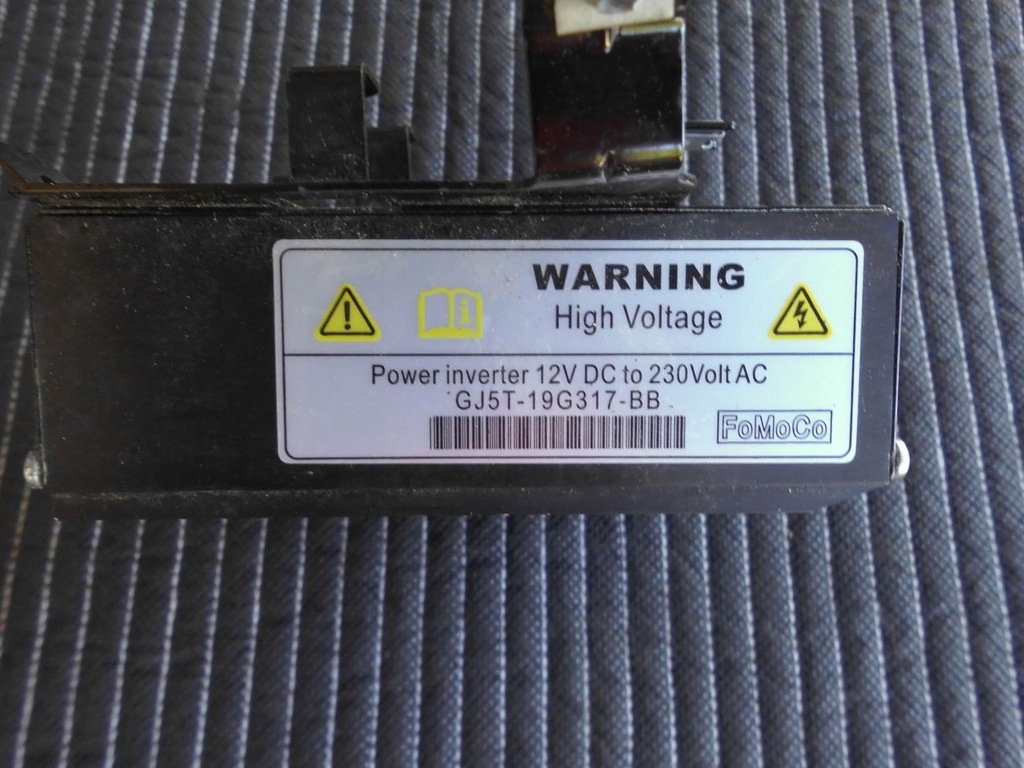 WARNING
High Voltage
Power inverter 12V DC to 230Volt AC
GJ5T-19G317-BB
FoMoCo